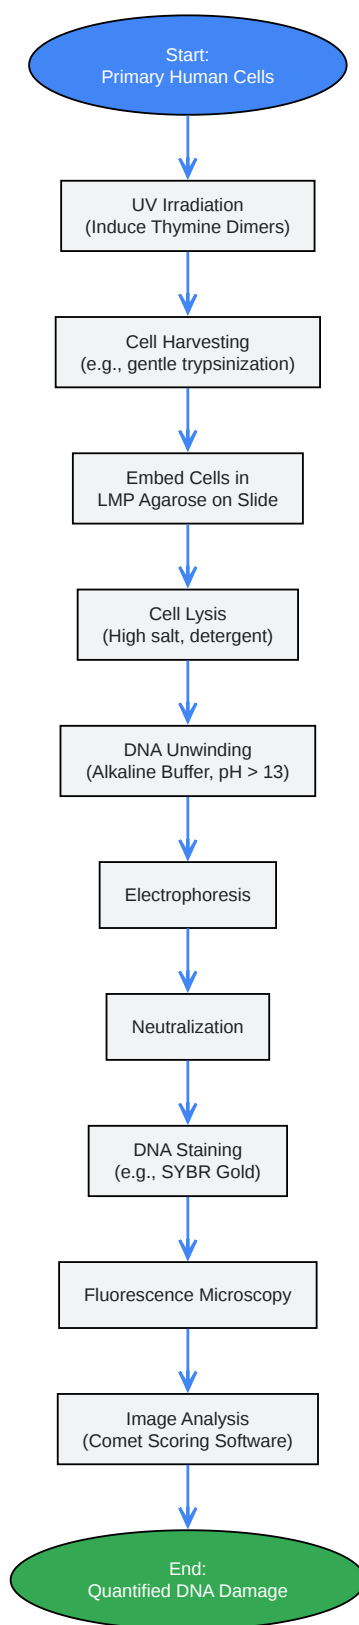 Start:
Primary Human Cells
UV Irradiation
(Induce Thymine Dimers)
Cell Harvesting
(e.g., gentle trypsinization)
Embed Cells in
LMP Agarose on Slide
Cell Lysis
(High salt, detergent)
DNA Unwinding
(Alkaline Buffer, pH > 13)
Electrophoresis
Neutralization
DNA Staining
(e.g., SYBR Gold)
Fluorescence Microscopy
Image Analysis
(Comet Scoring Software)
End:
Quantified DNA Damage